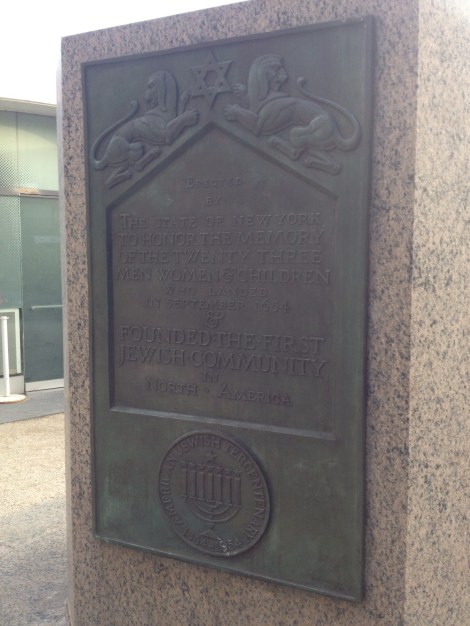 ERECTED
BY
THE STATE OF NEW YORK
TO HONOR THE MEMORY
OF THE TWENTY THREE
MEN WOMEN & CHILDREN
WHO LANDED
IN SEPTEMBER 1654
&
FOUNDED THE FIRST
JEWISH COMMUNITY
IN
NORTH AMERICA
AMERICAN JEWISH TERCENTENARY